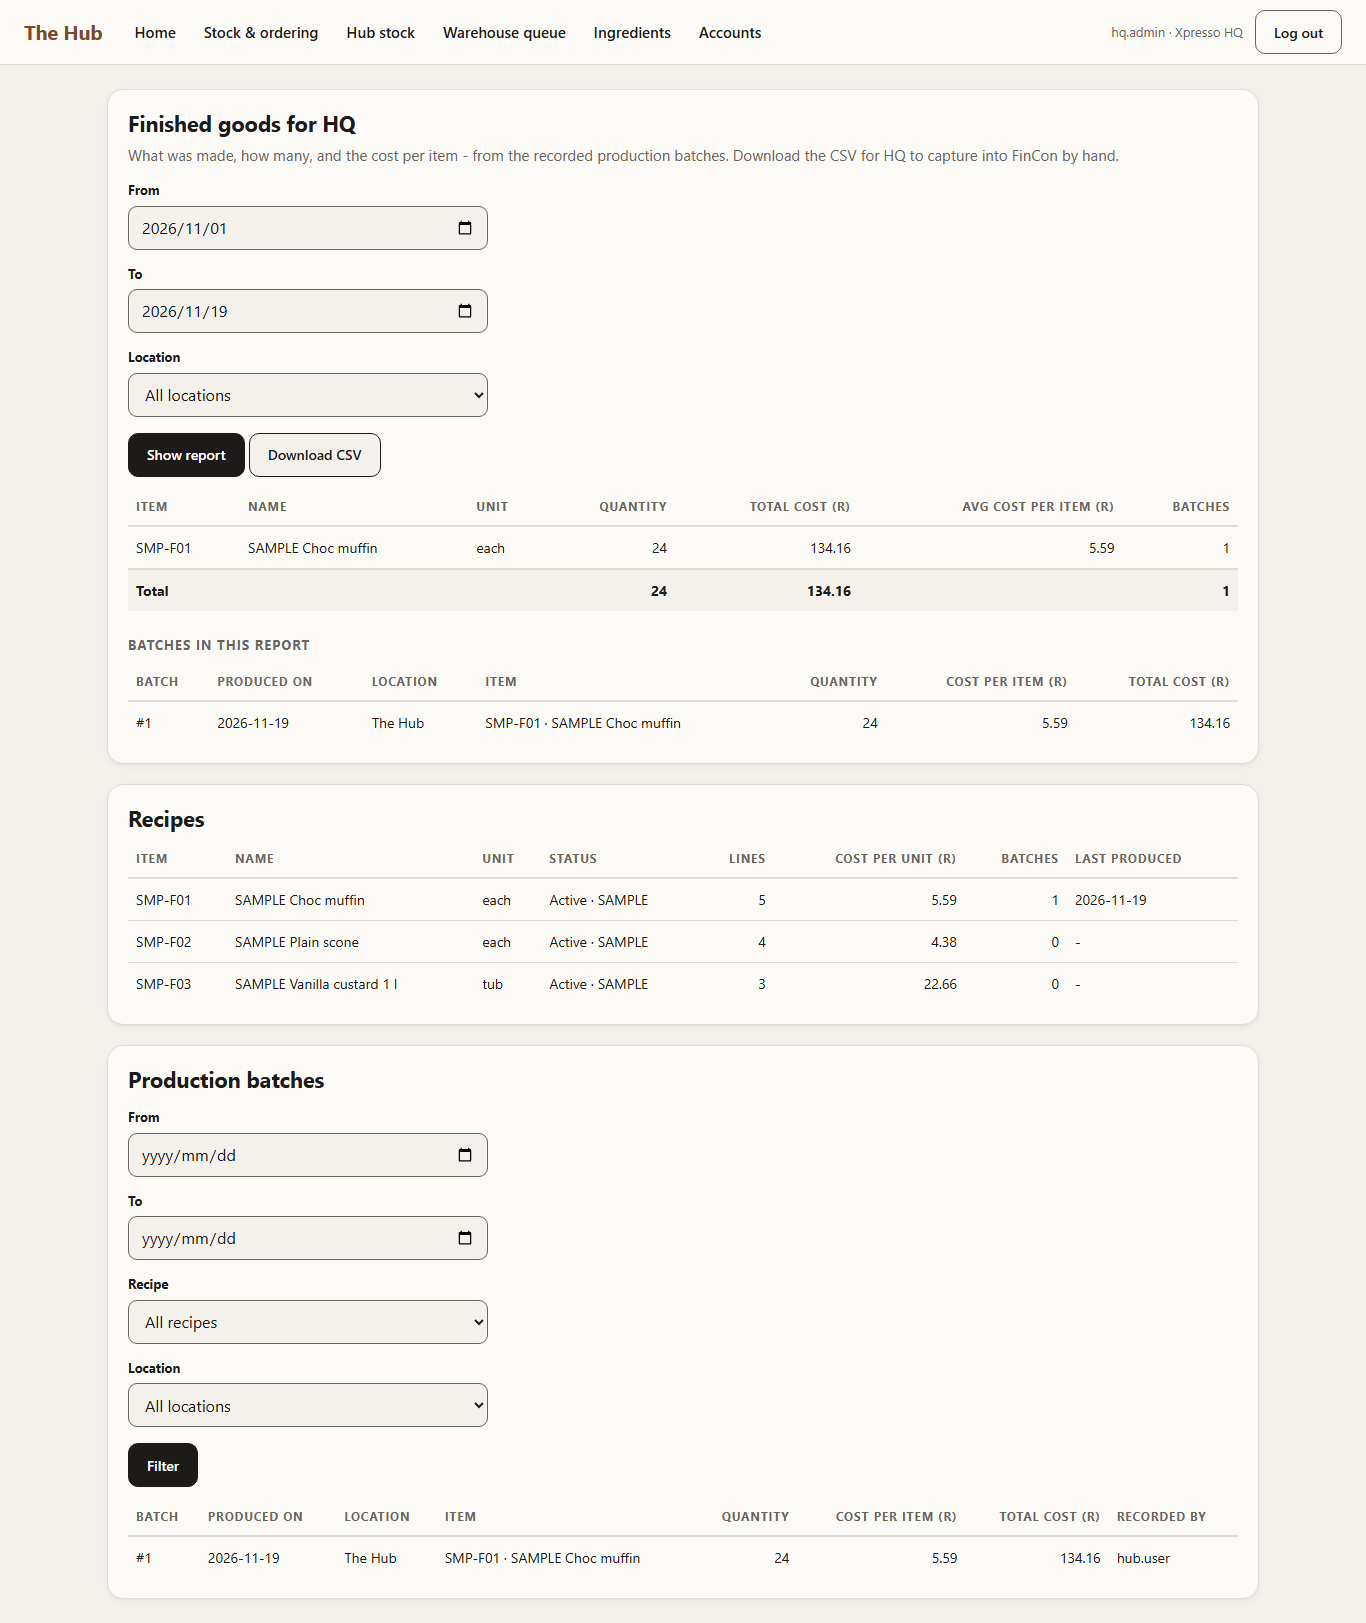 The Hub Home Stock & ordering Hub stock Warehouse queue Ingredients Accounts hq.admin · Xpresso HQ Log out
Finished goods for HQ
What was made, how many, and the cost per item - from the recorded production batches. Download the CSV for HQ to capture into FinCon by hand.
From
2026/11/01
To
2026/11/19
Location
All locations
Show report Download CSV
ITEM NAME UNIT QUANTITY TOTAL COST (R) AVG COST PER ITEM (R) BATCHES
SMP-F01 SAMPLE Choc muffin each 24 134.16 5.59 1
Total 24 134.16 1
BATCHES IN THIS REPORT
BATCH PRODUCED ON LOCATION ITEM QUANTITY COST PER ITEM (R) TOTAL COST (R)
#1 2026-11-19 The Hub SMP-F01 · SAMPLE Choc muffin 24 5.59 134.16
Recipes
ITEM NAME UNIT STATUS LINES COST PER UNIT (R) BATCHES LAST PRODUCED
SMP-F01 SAMPLE Choc muffin each Active · SAMPLE 5 5.59 1 2026-11-19
SMP-F02 SAMPLE Plain scone each Active · SAMPLE 4 4.38 0 -
SMP-F03 SAMPLE Vanilla custard 1 l tub Active · SAMPLE 3 22.66 0 -
Production batches
From
yyyy/mm/dd
To
yyyy/mm/dd
Recipe
All recipes
Location
All locations
Filter
BATCH PRODUCED ON LOCATION ITEM QUANTITY COST PER ITEM (R) TOTAL COST (R) RECORDED BY
#1 2026-11-19 The Hub SMP-F01 · SAMPLE Choc muffin 24 5.59 134.16 hub.user